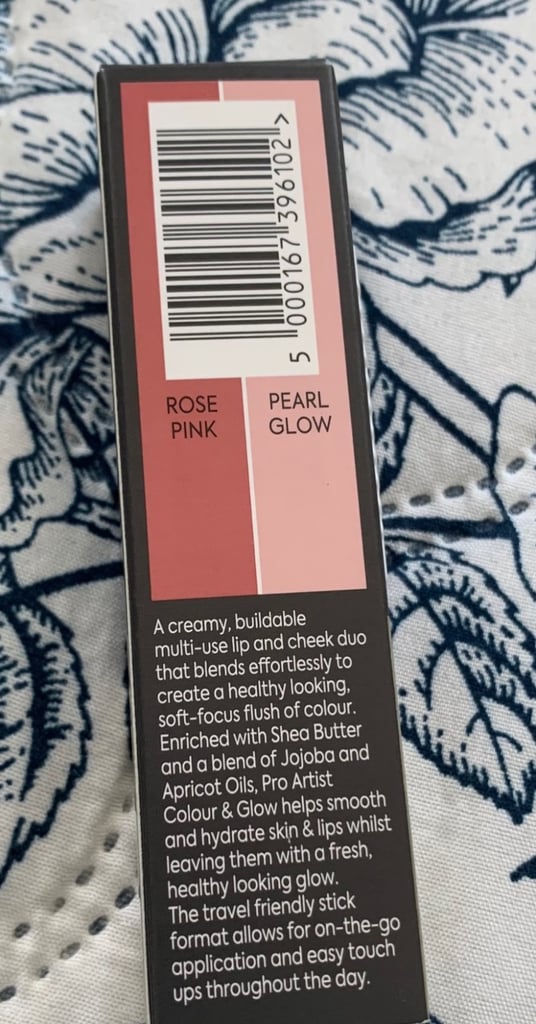 5 000167 396102 >
ROSE
PINK
PEARL
GLOW
A creamy, buildable
multi-use lip and cheek duo
that blends effortlessly to
create a healthy looking,
soft-focus flush of colour.
Enriched with Shea Butter
and a blend of Jojoba and
Apricot Oils, Pro Artist
Colour & Glow helps smooth
and hydrate skin & lips whilst
leaving them with a fresh,
healthy looking glow.
The travel friendly stick
format allows for on-the-go
application and easy touch
ups throughout the day.